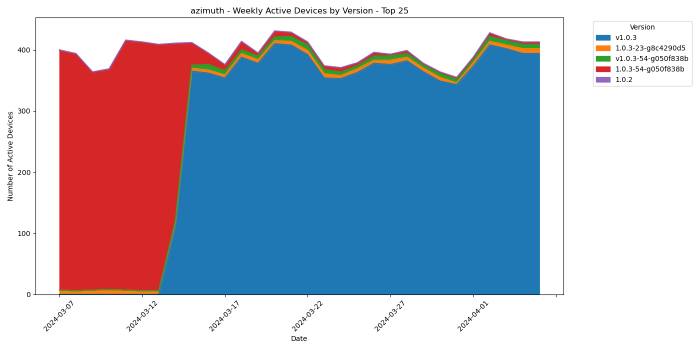 azimuth - Weekly Active Devices by Version - Top 25
Number of Active Devices
400
300
200
100
0
2024-03-07
2024-03-12
2024-03-17
2024-03-22
2024-03-27
2024-04-01
Date
Version
v1.0.3
1.0.3-23-g8c4290d5
v1.0.3-54-g050f838b
1.0.3-54-g050f838b
1.0.2